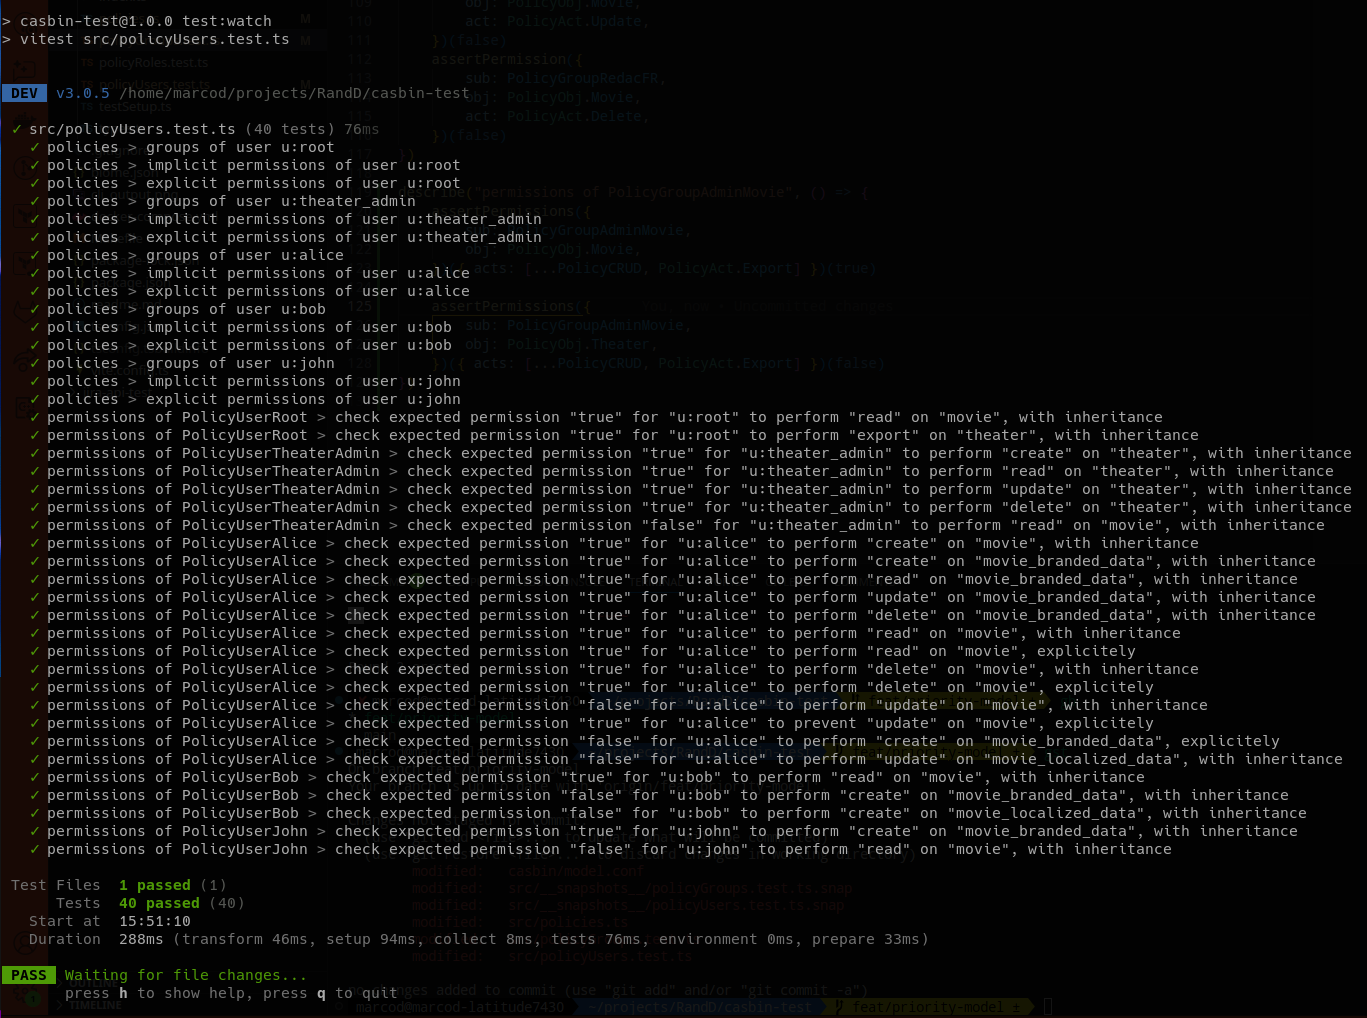 > casbin-test@1.0.0 test:watch
> vitest src/policyUsers.test.ts
DEV v3.0.5 /home/marcod/projects/RandD/casbin-test
✓ src/policyUsers.test.ts (40 tests) 76ms
✓ policies > groups of user u:root
✓ policies > implicit permissions of user u:root
✓ policies > explicit permissions of user u:root
✓ policies > groups of user u:theater_admin
✓ policies > implicit permissions of user u:theater_admin
✓ policies > explicit permissions of user u:theater_admin
✓ policies > groups of user u:alice
✓ policies > implicit permissions of user u:alice
✓ policies > explicit permissions of user u:alice
✓ policies > groups of user u:bob
✓ policies > implicit permissions of user u:bob
✓ policies > explicit permissions of user u:bob
✓ policies > groups of user u:john
✓ policies > implicit permissions of user u:john
✓ policies > explicit permissions of user u:john
✓ permissions of PolicyUserRoot > check expected permission "true" for "u:root" to perform "read" on "movie", with inheritance
✓ permissions of PolicyUserRoot > check expected permission "true" for "u:root" to perform "export" on "theater", with inheritance
✓ permissions of PolicyUserTheaterAdmin > check expected permission "true" for "u:theater_admin" to perform "create" on "theater", with inheritance
✓ permissions of PolicyUserTheaterAdmin > check expected permission "true" for "u:theater_admin" to perform "read" on "theater", with inheritance
✓ permissions of PolicyUserTheaterAdmin > check expected permission "true" for "u:theater_admin" to perform "update" on "theater", with inheritance
✓ permissions of PolicyUserTheaterAdmin > check expected permission "true" for "u:theater_admin" to perform "delete" on "theater", with inheritance
✓ permissions of PolicyUserTheaterAdmin > check expected permission "false" for "u:theater_admin" to perform "read" on "movie", with inheritance
✓ permissions of PolicyUserAlice > check expected permission "true" for "u:alice" to perform "create" on "movie", with inheritance
✓ permissions of PolicyUserAlice > check expected permission "true" for "u:alice" to perform "create" on "movie_branded_data", with inheritance
✓ permissions of PolicyUserAlice > check expected permission "true" for "u:alice" to perform "read" on "movie_branded_data", with inheritance
✓ permissions of PolicyUserAlice > check expected permission "true" for "u:alice" to perform "update" on "movie_branded_data", with inheritance
✓ permissions of PolicyUserAlice > check expected permission "true" for "u:alice" to perform "delete" on "movie_branded_data", with inheritance
✓ permissions of PolicyUserAlice > check expected permission "true" for "u:alice" to perform "read" on "movie", with inheritance
✓ permissions of PolicyUserAlice > check expected permission "true" for "u:alice" to perform "read" on "movie", explicitely
✓ permissions of PolicyUserAlice > check expected permission "true" for "u:alice" to perform "delete" on "movie", with inheritance
✓ permissions of PolicyUserAlice > check expected permission "true" for "u:alice" to perform "delete" on "movie", explicitely
✓ permissions of PolicyUserAlice > check expected permission "false" for "u:alice" to perform "update" on "movie", with inheritance
✓ permissions of PolicyUserAlice > check expected permission "true" for "u:alice" to prevent "update" on "movie", explicitely
✓ permissions of PolicyUserAlice > check expected permission "false" for "u:alice" to perform "create" on "movie_branded_data", explicitely
✓ permissions of PolicyUserAlice > check expected permission "false" for "u:alice" to perform "update" on "movie_localized_data", with inheritance
✓ permissions of PolicyUserBob > check expected permission "true" for "u:bob" to perform "read" on "movie", with inheritance
✓ permissions of PolicyUserBob > check expected permission "false" for "u:bob" to perform "create" on "movie_branded_data", with inheritance
✓ permissions of PolicyUserBob > check expected permission "false" for "u:bob" to perform "create" on "movie_localized_data", with inheritance
✓ permissions of PolicyUserJohn > check expected permission "true" for "u:john" to perform "create" on "movie_branded_data", with inheritance
✓ permissions of PolicyUserJohn > check expected permission "false" for "u:john" to perform "read" on "movie", with inheritance
Test Files 1 passed (1)
Tests 40 passed (40)
Start at 15:51:10
Duration 288ms (transform 46ms, setup 94ms, collect 8ms, tests 76ms, environment 0ms, prepare 33ms)
PASS Waiting for file changes...
press h to show help, press q to quit